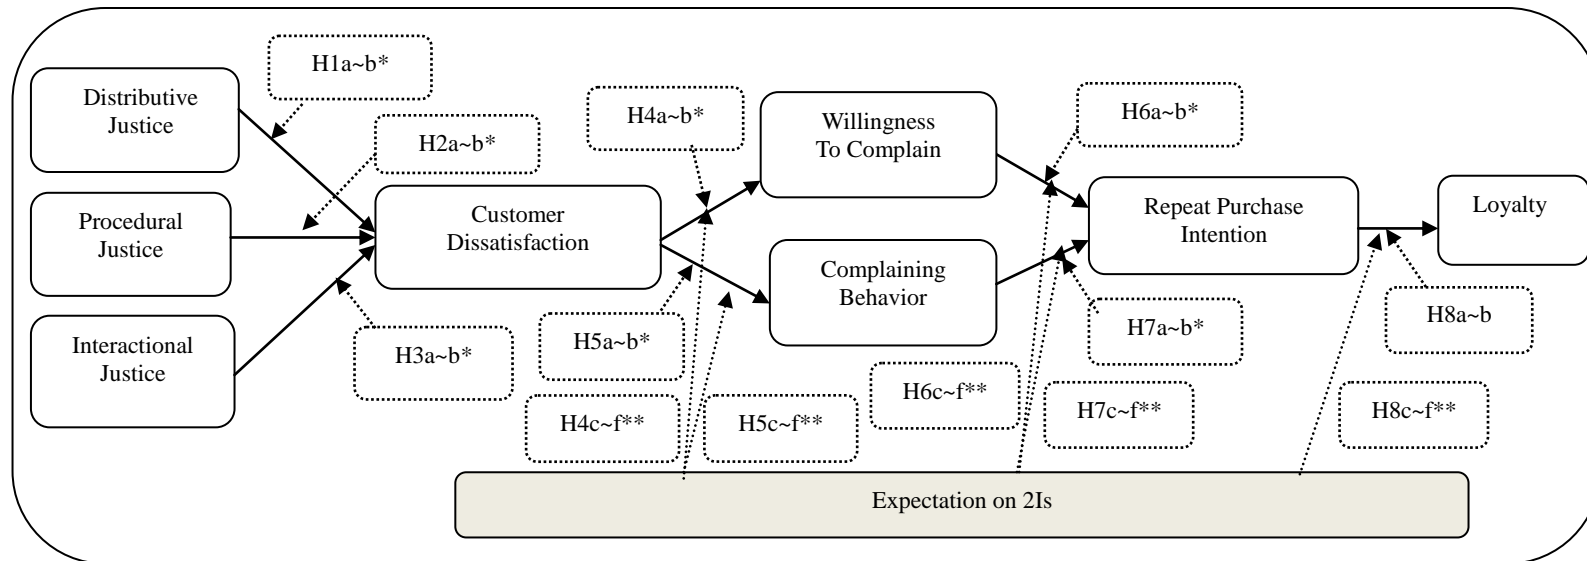 H1a~b*
Distributive
Justice
H2a~b*
H4a~b*
Willingness
To Complain
H6a~b*
Procedural
Justice
Customer
Dissatisfaction
Repeat Purchase
Intention
Loyalty
Complaining
Behavior
Interactional
Justice
H3a~b*
H5a~b*
H7a~b*
H8a~b
H4c~f**
H5c~f**
H6c~f**
H7c~f**
H8c~f**
Expectation on 2Is